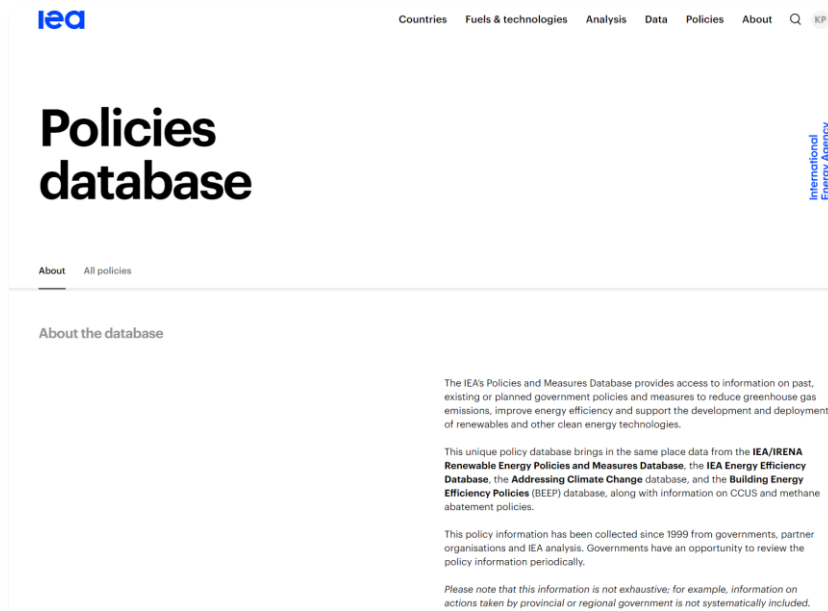 iea
Countries Fuels & technologies Analysis Data Policies About KP
Policies
database
International
Energy Agency
About All policies
About the database
The IEA's Policies and Measures Database provides access to information on past,
existing or planned government policies and measures to reduce greenhouse gas
emissions, improve energy efficiency and support the development and deployment
of renewables and other clean energy technologies.
This unique policy database brings in the same place data from the IEA/IRENA
Renewable Energy Policies and Measures Database, the IEA Energy Efficiency
Database, the Addressing Climate Change database, and the Building Energy
Efficiency Policies (BEEP) database, along with information on CCUS and methane
abatement policies.
This policy information has been collected since 1999 from governments, partner
organisations and IEA analysis. Governments have an opportunity to review the
policy information periodically.
Please note that this information is not exhaustive; for example, information on
actions taken by provincial or regional government is not systematically included.